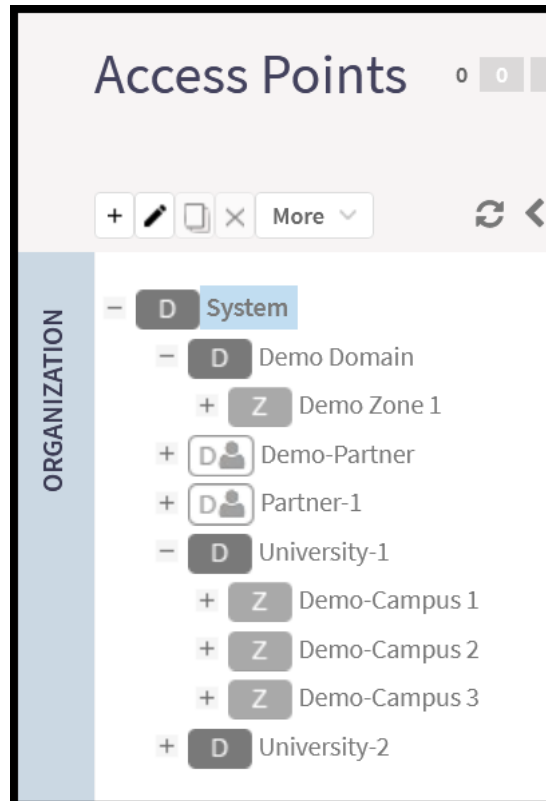 Access Points 0 0
+ More
ORGANIZATION
− D System
− D Demo Domain
+ Z Demo Zone 1
+ D Demo-Partner
+ D Partner-1
− D University-1
+ Z Demo-Campus 1
+ Z Demo-Campus 2
+ Z Demo-Campus 3
+ D University-2